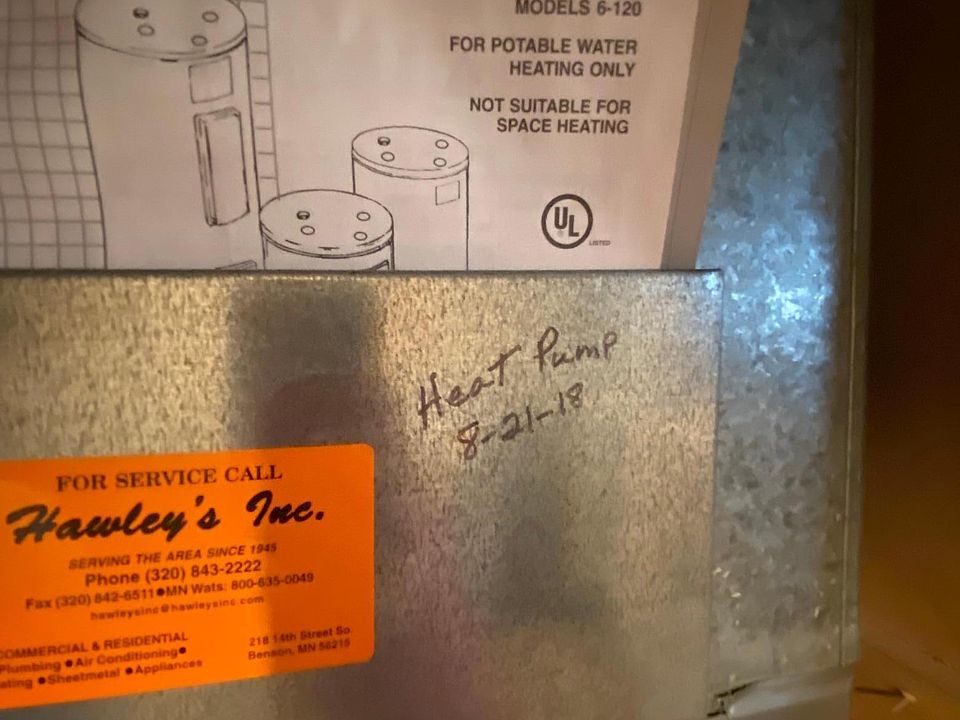 MODELS 6-120
FOR POTABLE WATER
HEATING ONLY
NOT SUITABLE FOR
SPACE HEATING
UL
LISTED
Heat Pump
8-21-18
FOR SERVICE CALL
Hawley's Inc.
SERVING THE AREA SINCE 1945
Phone (320) 843-2222
Fax (320) 842-6511●MN Wats: 800-635-0049
hawleysinc@hawleysinc.com
COMMERCIAL & RESIDENTIAL
Plumbing ● Air Conditioning●
ating ●Sheetmetal ●Appliances
218 14th Street So.
Benson, MN 56215